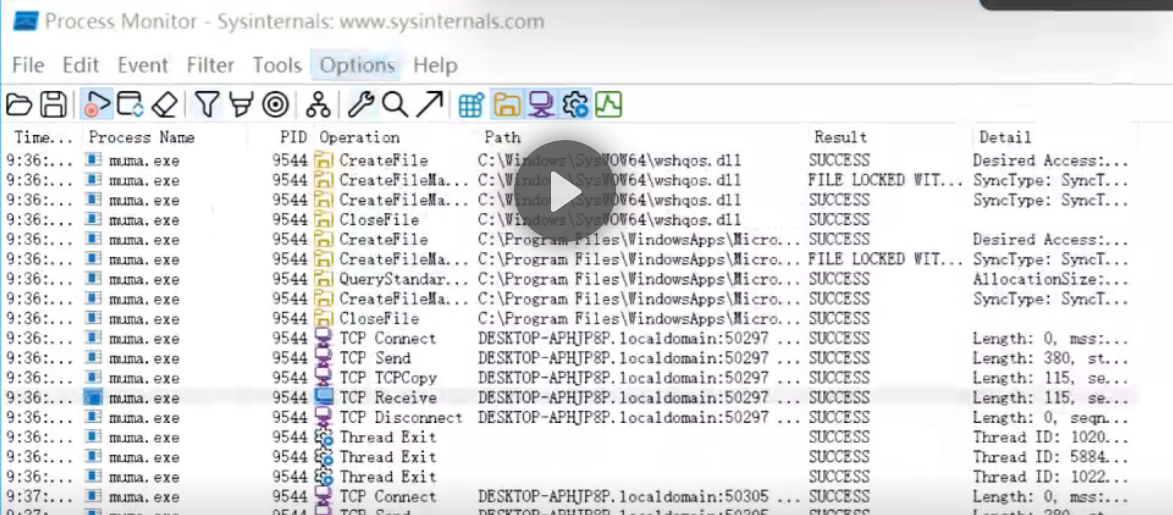 Process Monitor - Sysinternals: www.sysinternals.com
File Edit Event Filter Tools Options Help
Time... Process Name PID Operation Path Result Detail
9:36:... muma.exe 9544 CreateFile C:\Windows\SysWOW64\wshqos.dll SUCCESS Desired Access:...
9:36:... muma.exe 9544 CreateFileMa... C:\Windows\SysWOW64\wshqos.dll FILE LOCKED WIT... SyncType: SyncT...
9:36:... muma.exe 9544 CreateFileMa... C:\Windows\SysWOW64\wshqos.dll SUCCESS SyncType: SyncT...
9:36:... muma.exe 9544 CloseFile C:\Windows\SysWOW64\wshqos.dll SUCCESS
9:36:... muma.exe 9544 CreateFile C:\Program Files\WindowsApps\Micro... SUCCESS Desired Access:...
9:36:... muma.exe 9544 CreateFileMa... C:\Program Files\WindowsApps\Micro... FILE LOCKED WIT... SyncType: SyncT...
9:36:... muma.exe 9544 QueryStandar... C:\Program Files\WindowsApps\Micro... SUCCESS AllocationSize:...
9:36:... muma.exe 9544 CreateFileMa... C:\Program Files\WindowsApps\Micro... SUCCESS SyncType: SyncT...
9:36:... muma.exe 9544 CloseFile C:\Program Files\WindowsApps\Micro... SUCCESS
9:36:... muma.exe 9544 TCP Connect DESKTOP-APHJP8P.localdomain:50297 ... SUCCESS Length: 0, mss:...
9:36:... muma.exe 9544 TCP Send DESKTOP-APHJP8P.localdomain:50297 ... SUCCESS Length: 380, st...
9:36:... muma.exe 9544 TCP TCPCopy DESKTOP-APHJP8P.localdomain:50297 ... SUCCESS Length: 115, se...
9:36:... muma.exe 9544 TCP Receive DESKTOP-APHJP8P.localdomain:50297 ... SUCCESS Length: 115, se...
9:36:... muma.exe 9544 TCP Disconnect DESKTOP-APHJP8P.localdomain:50297 ... SUCCESS Length: 0, seqn...
9:36:... muma.exe 9544 Thread Exit SUCCESS Thread ID: 1020...
9:36:... muma.exe 9544 Thread Exit SUCCESS Thread ID: 5884...
9:36:... muma.exe 9544 Thread Exit SUCCESS Thread ID: 1022...
9:37:... muma.exe 9544 TCP Connect DESKTOP-APHJP8P.localdomain:50305 ... SUCCESS Length: 0, mss:...